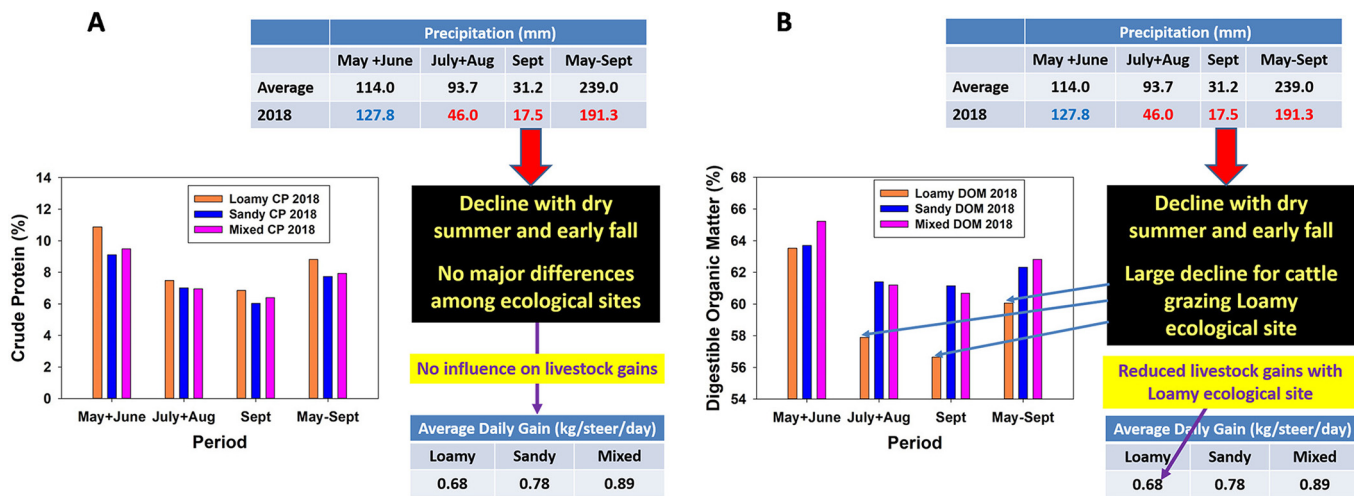 A
Precipitation (mm)
May +June July+Aug Sept May-Sept
Average 114.0 93.7 31.2 239.0
2018 127.8 46.0 17.5 191.3
14
12
10
8
6
4
2
0
Crude Protein (%)
Loamy CP 2018
Sandy CP 2018
Mixed CP 2018
May+June July+Aug Sept May-Sept
Period
Decline with dry
summer and early fall
No major differences
among ecological sites
No influence on livestock gains
Average Daily Gain (kg/steer/day)
Loamy Sandy Mixed
0.68 0.78 0.89
B
Precipitation (mm)
May +June July+Aug Sept May-Sept
Average 114.0 93.7 31.2 239.0
2018 127.8 46.0 17.5 191.3
68
66
64
62
60
58
56
54
Digestible Organic Matter (%)
Loamy DOM 2018
Sandy DOM 2018
Mixed DOM 2018
May+June July+Aug Sept May-Sept
Period
Decline with dry
summer and early fall
Large decline for cattle
grazing Loamy
ecological site
Reduced livestock gains with
Loamy ecological site
Average Daily Gain (kg/steer/day)
Loamy Sandy Mixed
0.68 0.78 0.89